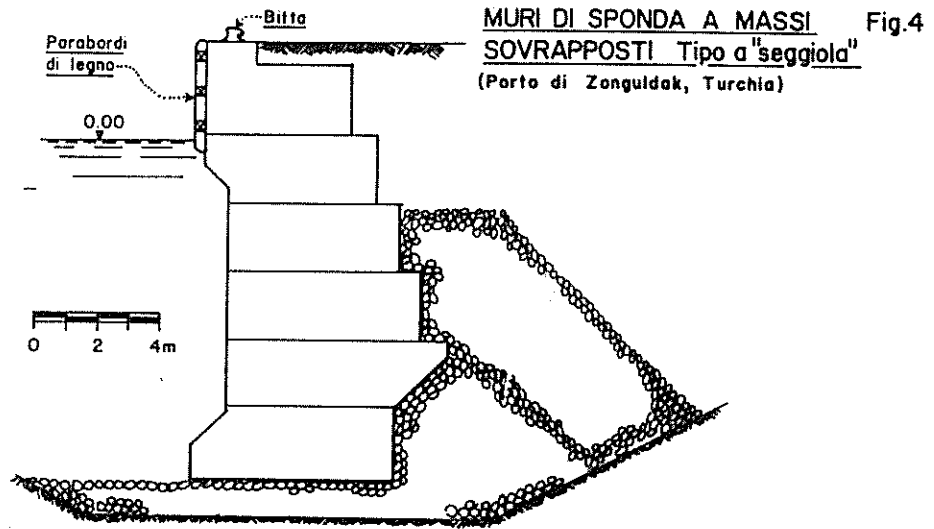 MURI DI SPONDA A MASSI Fig.4
SOVRAPPOSTI Tipo a "seggiola"
(Porto di Zonguldak, Turchia)
Bitta
Parabordi
di legno
0.00
0 2 4m